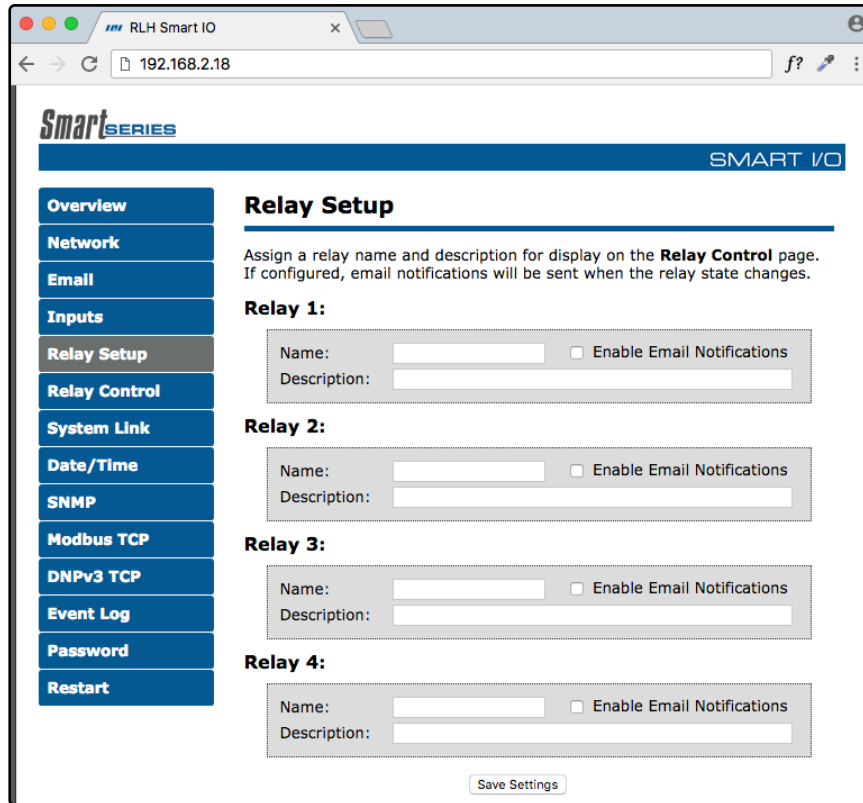 RLH Smart IO
192.168.2.18
f?
Smart SERIES
SMART I/O
Overview
Network
Email
Inputs
Relay Setup
Relay Control
System Link
Date/Time
SNMP
Modbus TCP
DNPv3 TCP
Event Log
Password
Restart
Relay Setup
Assign a relay name and description for display on the Relay Control page.
If configured, email notifications will be sent when the relay state changes.
Relay 1:
Name:
Enable Email Notifications
Description:
Relay 2:
Name:
Enable Email Notifications
Description:
Relay 3:
Name:
Enable Email Notifications
Description:
Relay 4:
Name:
Enable Email Notifications
Description:
Save Settings